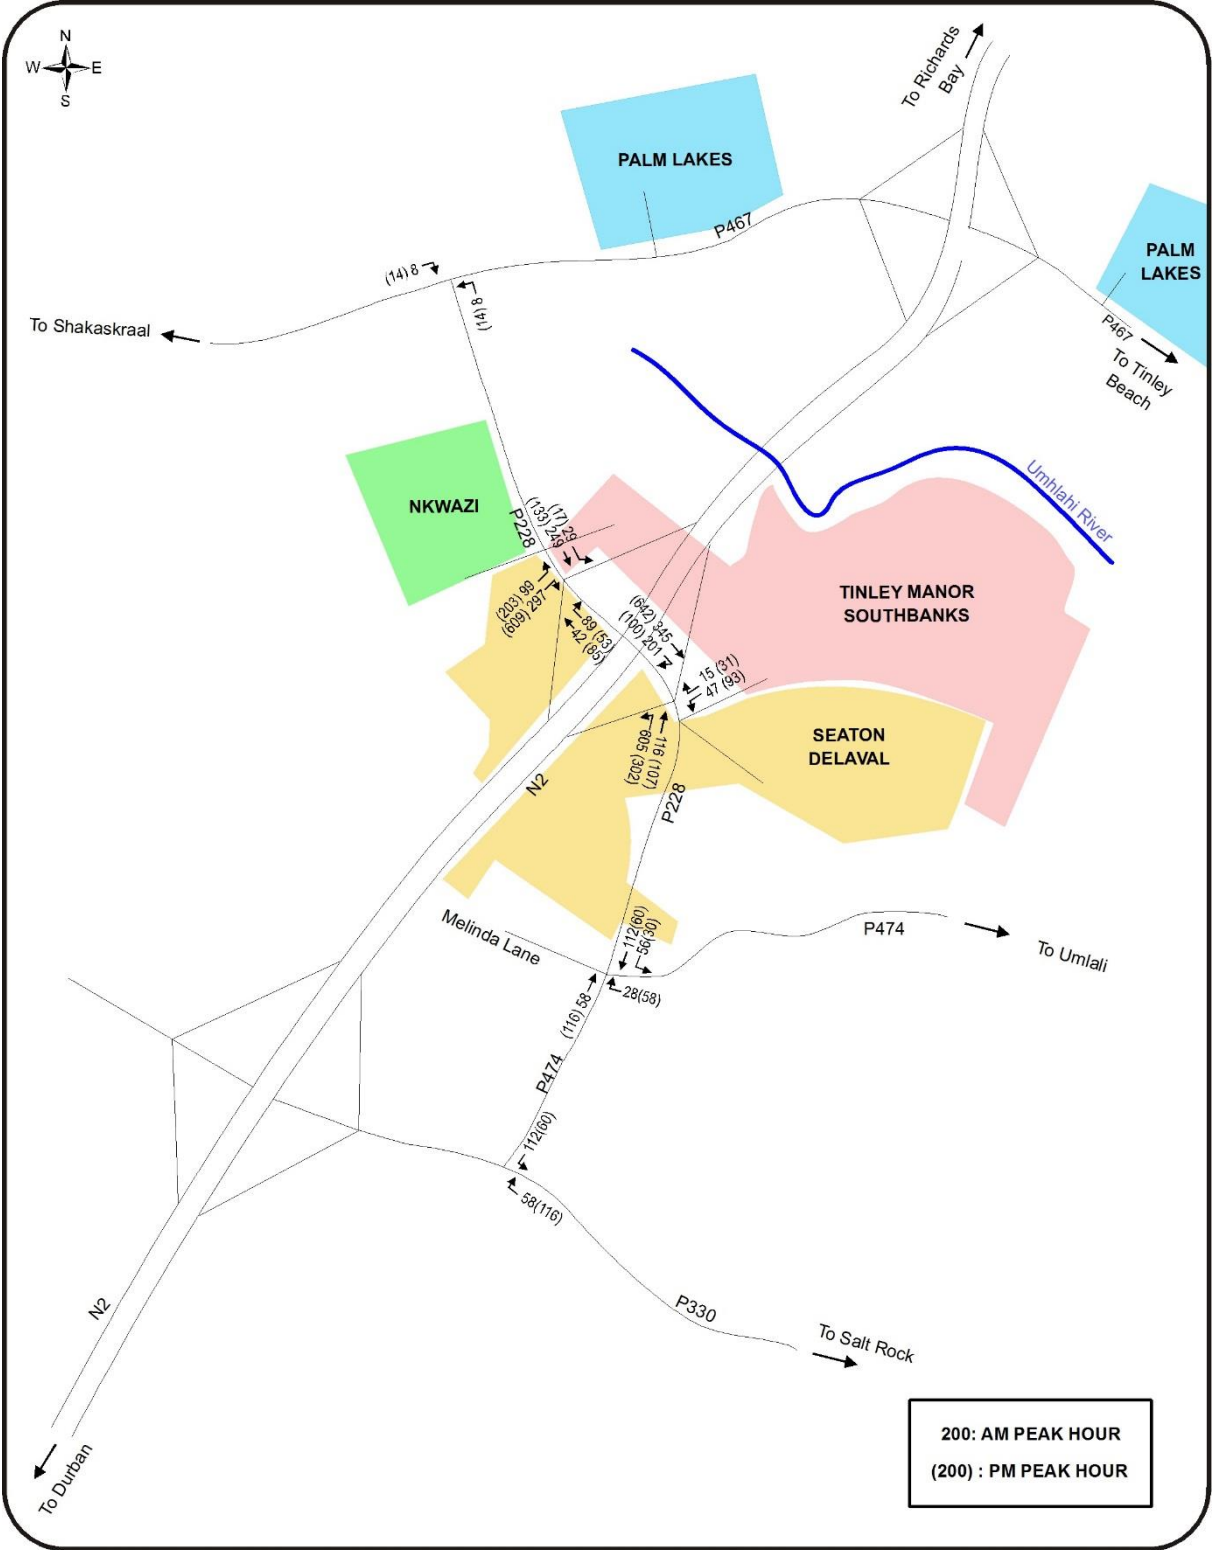 N
W E
S
To Richards
Bay
PALM LAKES
PALM
LAKES
P467
(14) 8
(14) 8
To Shakaskraal
P467
To Tinley
Beach
Umhlahi River
NKWAZI
P228
(17) 29
(133) 249
TINLEY MANOR
SOUTHBANKS
(203) 99
(609) 297
89 (53)
42 (85)
(642) 345
(100) 201
15 (31)
47 (93)
SEATON
DELAVAL
116 (107)
605 (302)
N2
P228
Melinda Lane
112(60)
56(30)
P474
To Umlali
28(58)
(116) 58
P474
112(60)
58(116)
N2
P330
To Salt Rock
To Durban
200: AM PEAK HOUR
(200) : PM PEAK HOUR